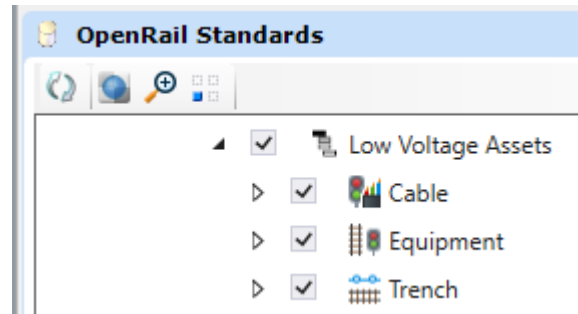 OpenRail Standards
Low Voltage Assets
Cable
Equipment
Trench